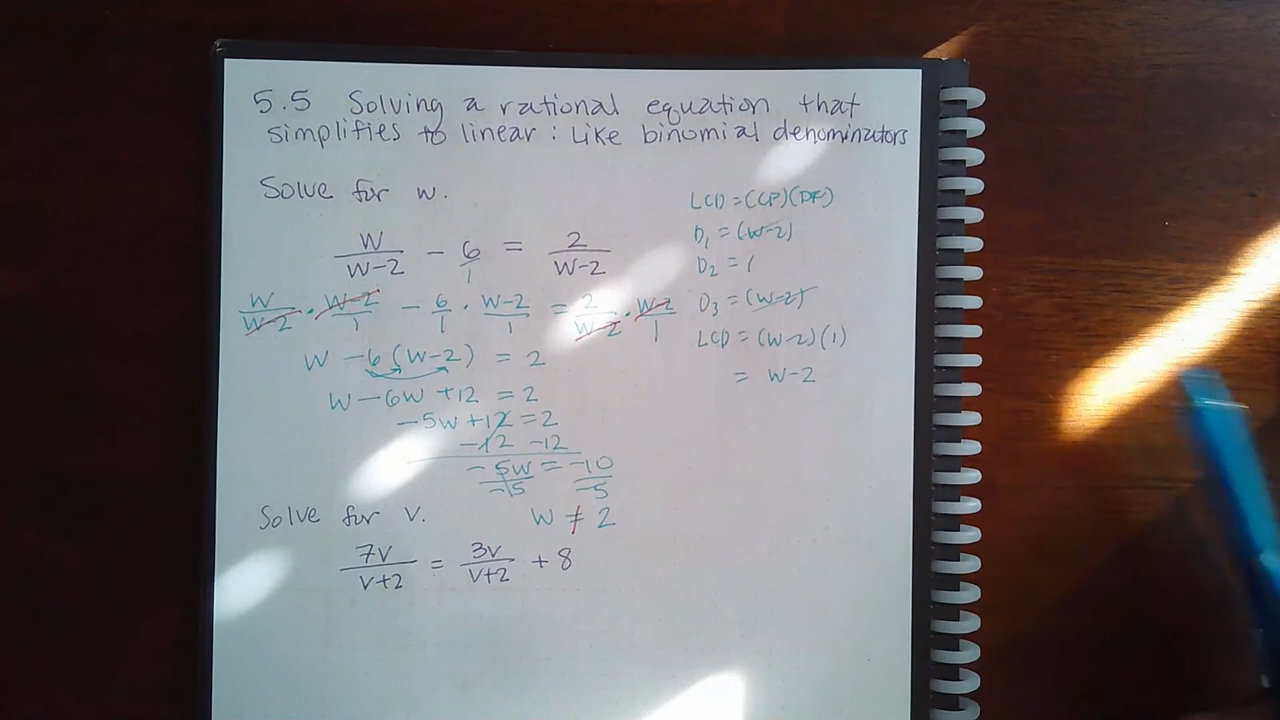 5.5 Solving a rational equation that
simplifies to linear: Like binomial denominators
Solve for w.
w/(w-2) - 6/1 = 2/(w-2)
w/(w-2) · (w-2)/1 - 6/1 · (w-2)/1 = 2/(w-2) · (w-2)/1
w - 6(w-2) = 2
w - 6w + 12 = 2
-5w + 12 = 2
-12 -12
-5w/-5 = -10/-5
w ≠ 2
LCD = (CP)(DF)
D₁ = (w-2)
D₂ = 1
D₃ = (w-2)
LCD = (w-2)(1)
= w-2
Solve for v.
7v/(v+2) = 3v/(v+2) + 8